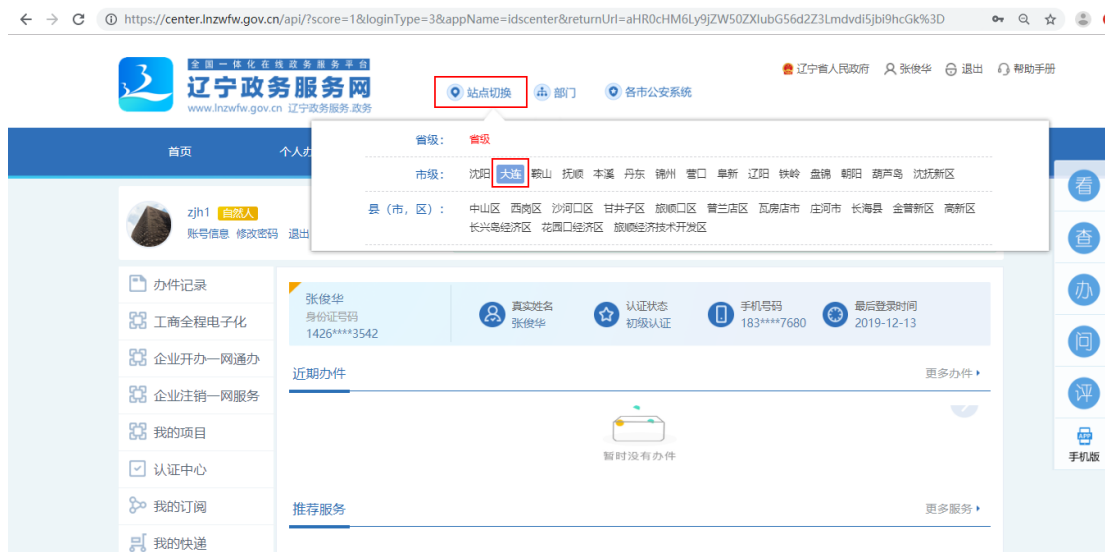 https://center.lnzwfw.gov.cn/api/?score=1&loginType=3&appName=idscenter&returnUrl=aHR0cHM6Ly9jZW50ZXIubG56d2Z3Lmdvdi5jbi9hcGk%3D
全国一体化在线政务服务平台
辽宁政务服务网
www.lnzwfw.gov.cn 辽宁政务服务.政务
站点切换 部门 各市公安系统
辽宁省人民政府 张俊华 退出 帮助手册
首页 个人办
省级: 省级
市级: 沈阳 大连 鞍山 抚顺 本溪 丹东 锦州 营口 阜新 辽阳 铁岭 盘锦 朝阳 葫芦岛 沈抚新区
县(市,区): 中山区 西岗区 沙河口区 甘井子区 旅顺口区 普兰店区 瓦房店市 庄河市 长海县 金普新区 高新区
长兴岛经济区 花园口经济区 旅顺经济技术开发区
zjh1 自然人
账号信息 修改密码 退出
办件记录
工商全程电子化
企业开办一网通办
企业注销一网服务
我的项目
认证中心
我的订阅
我的快递
张俊华
身份证号码
1426****3542
真实姓名
张俊华
认证状态
初级认证
手机号码
183****7680
最后登录时间
2019-12-13
近期办件 更多办件
暂时没有办件
推荐服务 更多服务
看
查
办
问
评
APP
手机版